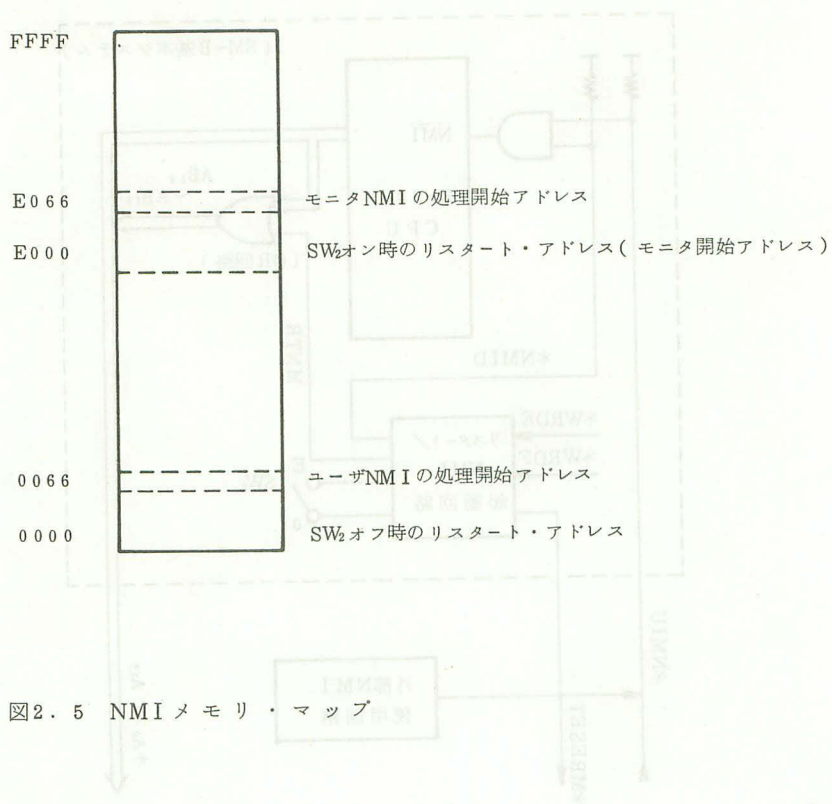 FFFF
E066 モニタNMIの処理開始アドレス
E000 SW₂オン時のリスタート・アドレス(モニタ開始アドレス)
0066 ユーザNMIの処理開始アドレス
0000 SW₂オフ時のリスタート・アドレス
図2.5 NMIメモリ・マップ